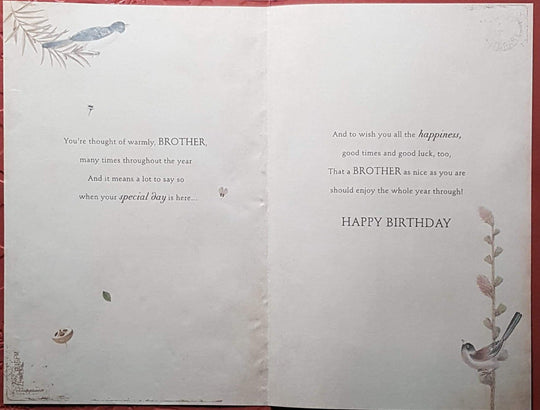 You're thought of warmly, BROTHER,
many times throughout the year
And it means a lot to say so
when your special day is here...
And to wish you all the happiness,
good times and good luck, too,
That a BROTHER as nice as you are
should enjoy the whole year through!
HAPPY BIRTHDAY